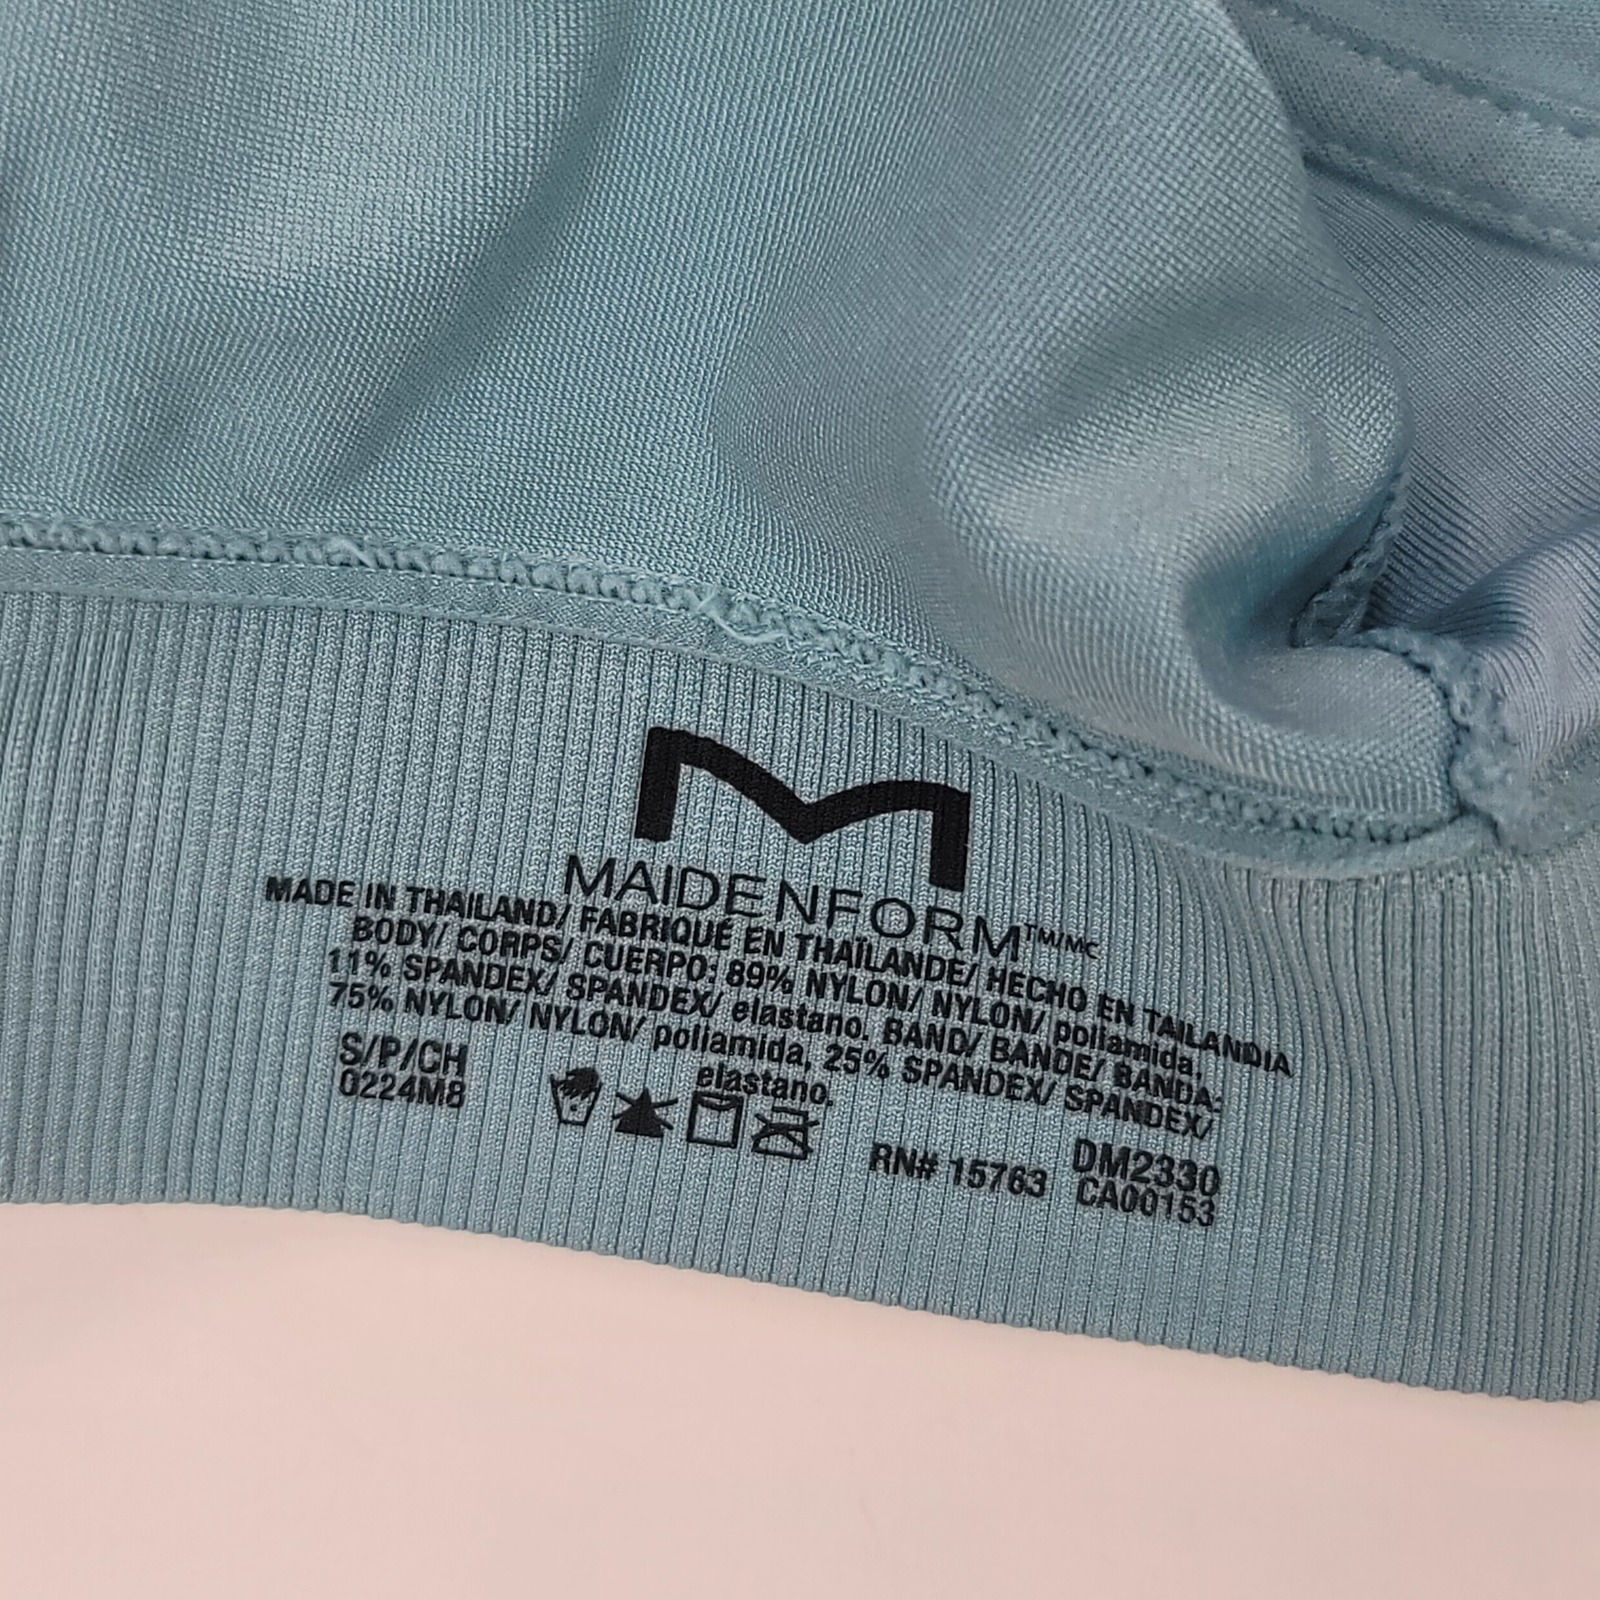 MAIDENFORM™/MC
MADE IN THAILAND/ FABRIQUÉ EN THAÏLANDE/ HECHO EN TAILANDIA
BODY/ CORPS/ CUERPO: 89% NYLON/ NYLON/ poliamida,
11% SPANDEX/ SPANDEX/ elastano. BAND/ BANDE/ BANDA:
75% NYLON/ NYLON/ poliamida, 25% SPANDEX/ SPANDEX/
elastano.
S/P/CH
0224M8
RN# 15763
DM2330
CA00153